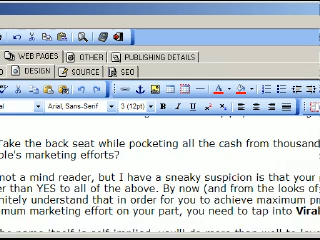 WEB PAGES OTHER PUBLISHING DETAILS
DESIGN SOURCE SEO
al Arial, Sans-Serif 3 (12pt) B I U
Take the back seat while pocketing all the cash from thousand
ple's marketing efforts?
not a mind reader, but I have a sneaky suspicion is that your
er than YES to all of the above. By now (and from the looks of
nitely understand that in order for you to achieve maximum pr
mum marketing effort on your part, you need to tap into Viral